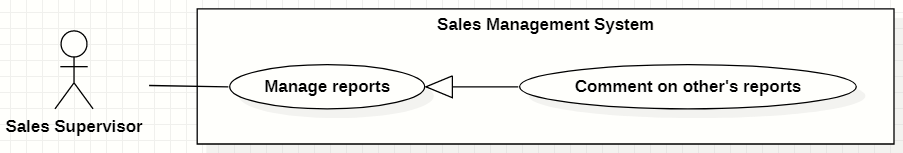 Sales Management System
Manage reports
Comment on other's reports
Sales Supervisor